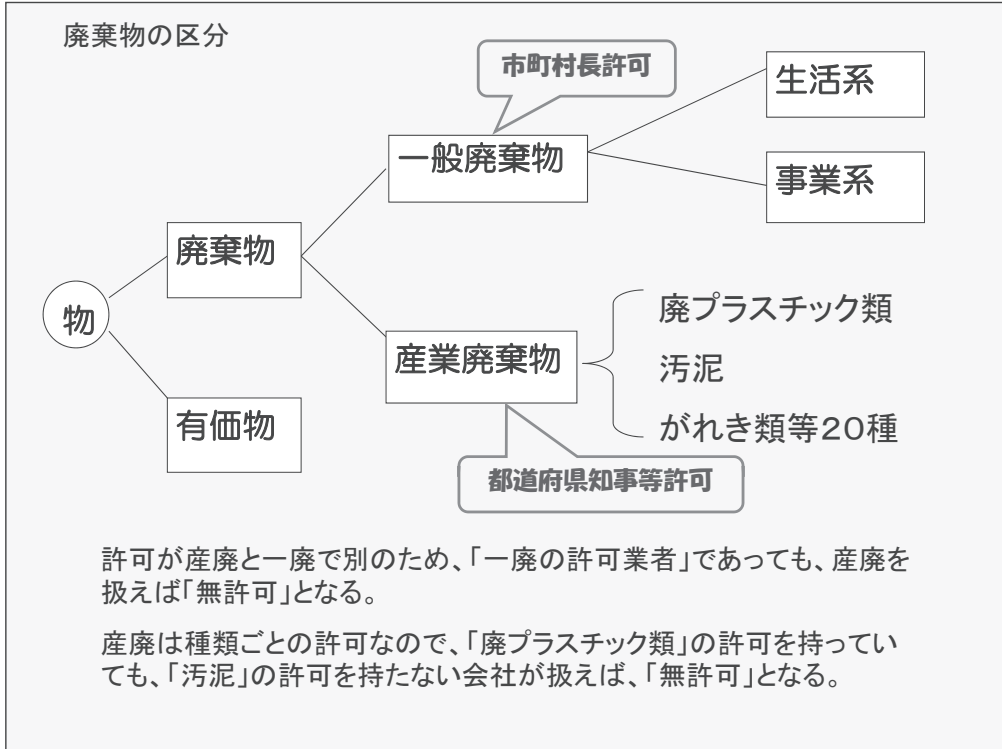 廃棄物の区分
市町村長許可
生活系
一般廃棄物
事業系
廃棄物
物
廃プラスチック類
産業廃棄物
汚泥
有価物
がれき類等20種
都道府県知事等許可
許可が産廃と一廃で別のため、「一廃の許可業者」であっても、産廃を
扱えば「無許可」となる。
産廃は種類ごとの許可なので、「廃プラスチック類」の許可を持ってい
ても、「汚泥」の許可を持たない会社が扱えば、「無許可」となる。